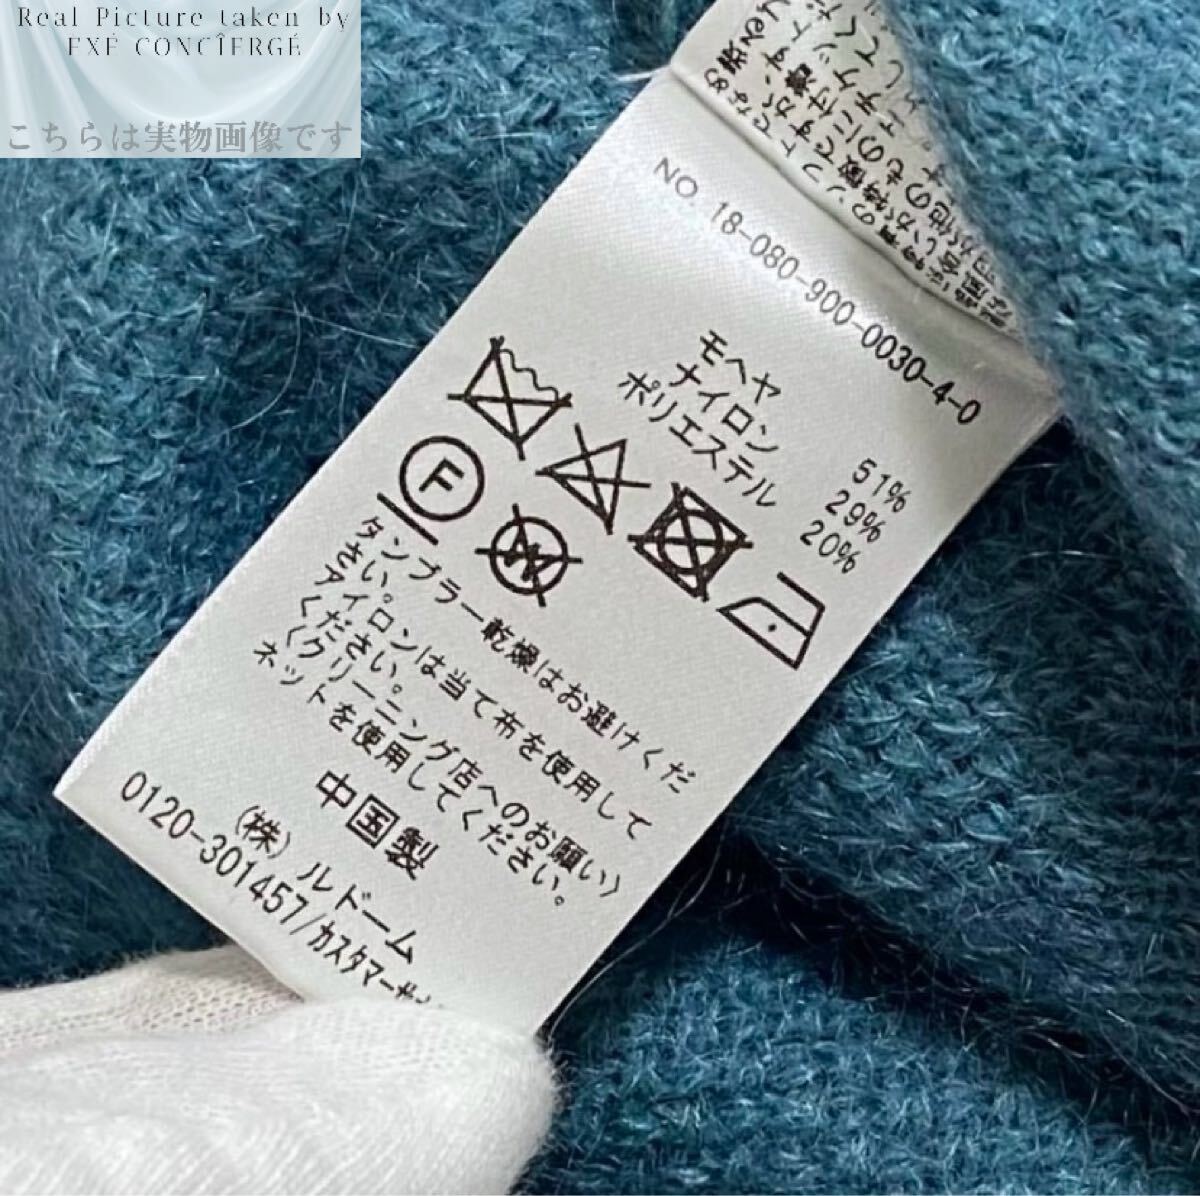 Real Picture taken by
EXÉ CONCÎERGÉ
こちらは実物画像です
NO. 18-080-900-0030-4-0
モヘヤ 51%
ナイロン 29%
ポリエステル 20%
F
W
タンブラー乾燥はお避けくだ
さい。
アイロンは当て布を使用して
ください。
〈クリーニング店へのお願い〉
ネットを使用してください。
中国製
(株)ルドーム
0120-301457/カスタマー